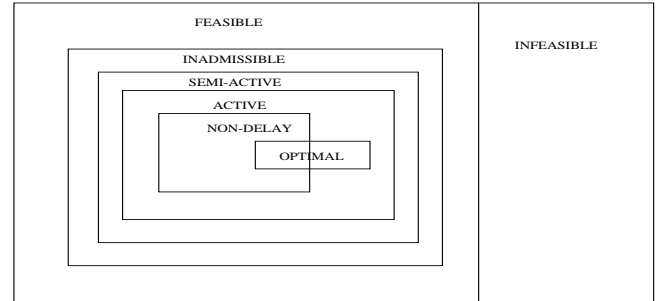 FEASIBLE
INFEASIBLE
INADMISSIBLE
SEMI-ACTIVE
ACTIVE
NON-DELAY
OPTIMAL